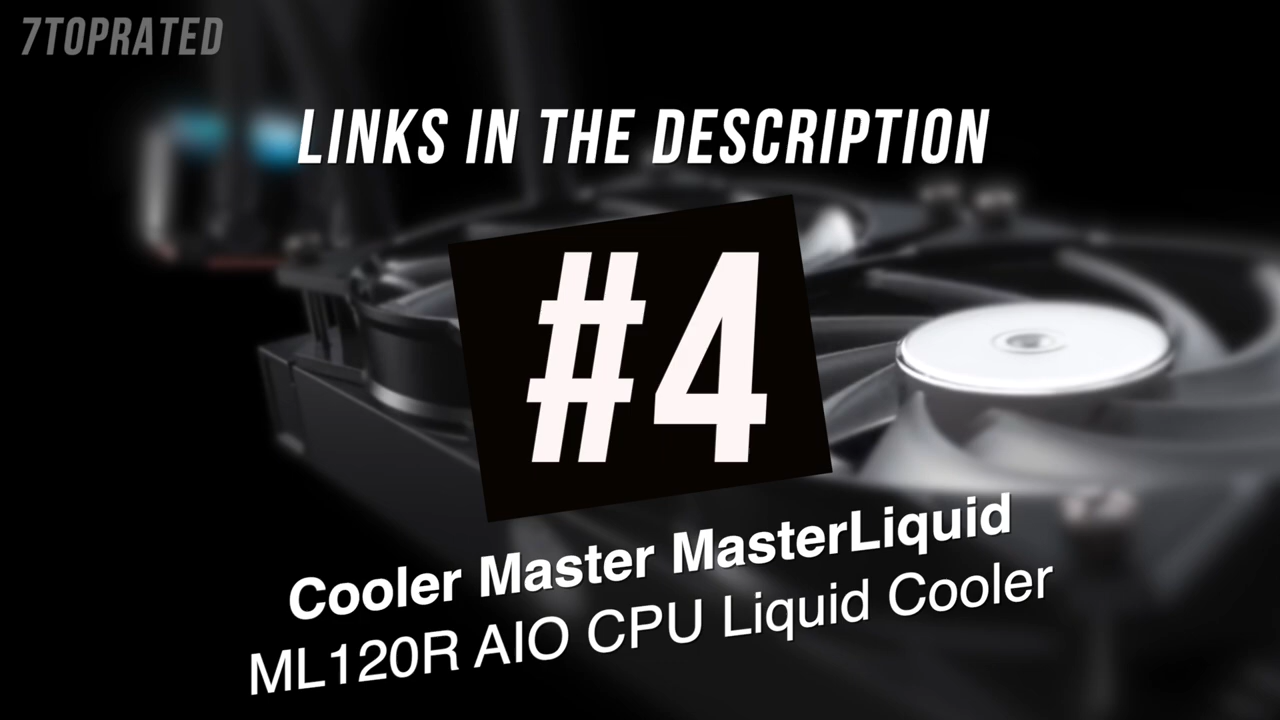 7TOPRATED
LINKS IN THE DESCRIPTION
#4
Cooler Master MasterLiquid
ML120R AIO CPU Liquid Cooler